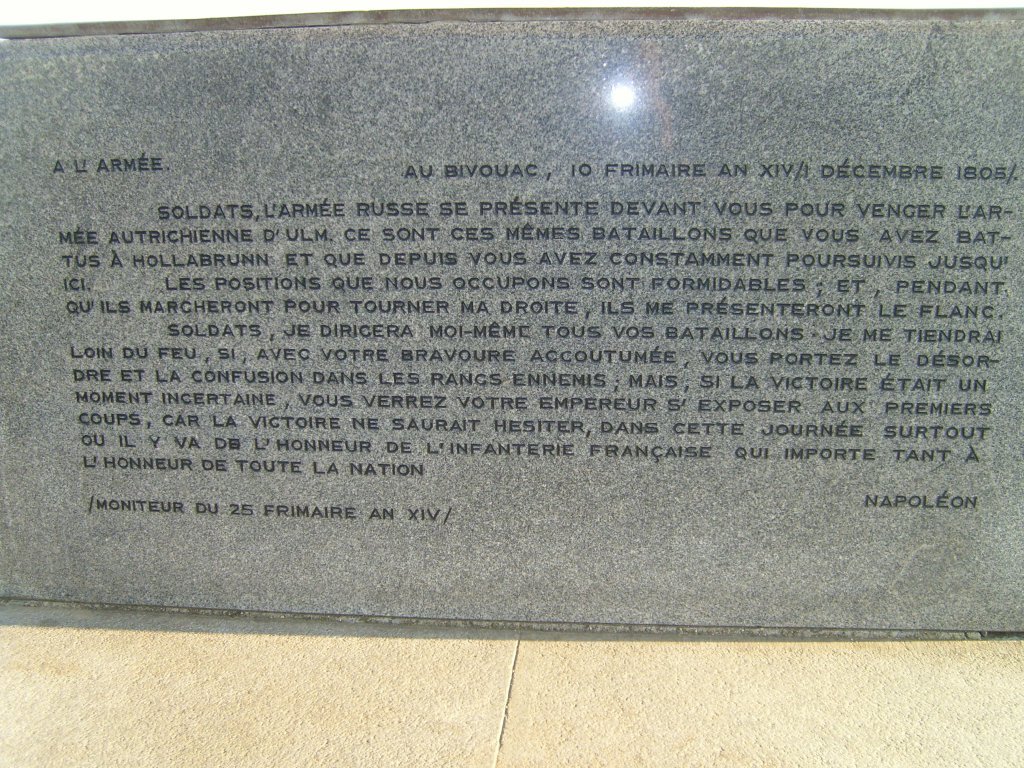 A L' ARMÉE. AU BIVOUAC, 10 FRIMAIRE AN XIV/1 DÉCEMBRE 1805/.
SOLDATS, L'ARMÉE RUSSE SE PRÉSENTE DEVANT VOUS POUR VENGER L'AR-
MÉE AUTRICHIENNE D'ULM. CE SONT CES MÊMES BATAILLONS QUE VOUS AVEZ BAT-
TUS À HOLLABRUNN ET QUE DEPUIS VOUS AVEZ CONSTAMMENT POURSUIVIS JUSQU'
ICI. LES POSITIONS QUE NOUS OCCUPONS SONT FORMIDABLES; ET, PENDANT
QU'ILS MARCHERONT POUR TOURNER MA DROITE, ILS ME PRÉSENTERONT LE FLANC.
SOLDATS, JE DIRIGERA MOI-MÊME TOUS VOS BATAILLONS. JE ME TIENDRAI
LOIN DU FEU, SI, AVEC VOTRE BRAVOURE ACCOUTUMÉE, VOUS PORTEZ LE DÉSOR-
DRE ET LA CONFUSION DANS LES RANGS ENNEMIS; MAIS, SI LA VICTOIRE ÉTAIT UN
MOMENT INCERTAINE, VOUS VERREZ VOTRE EMPEREUR S'EXPOSER AUX PREMIERS
COUPS, CAR LA VICTOIRE NE SAURAIT HESITER, DANS CETTE JOURNÉE SURTOUT
OU IL Y VA DE L'HONNEUR DE L'INFANTERIE FRANÇAISE QUI IMPORTE TANT À
L'HONNEUR DE TOUTE LA NATION
/MONITEUR DU 25 FRIMAIRE AN XIV/ NAPOLÉON